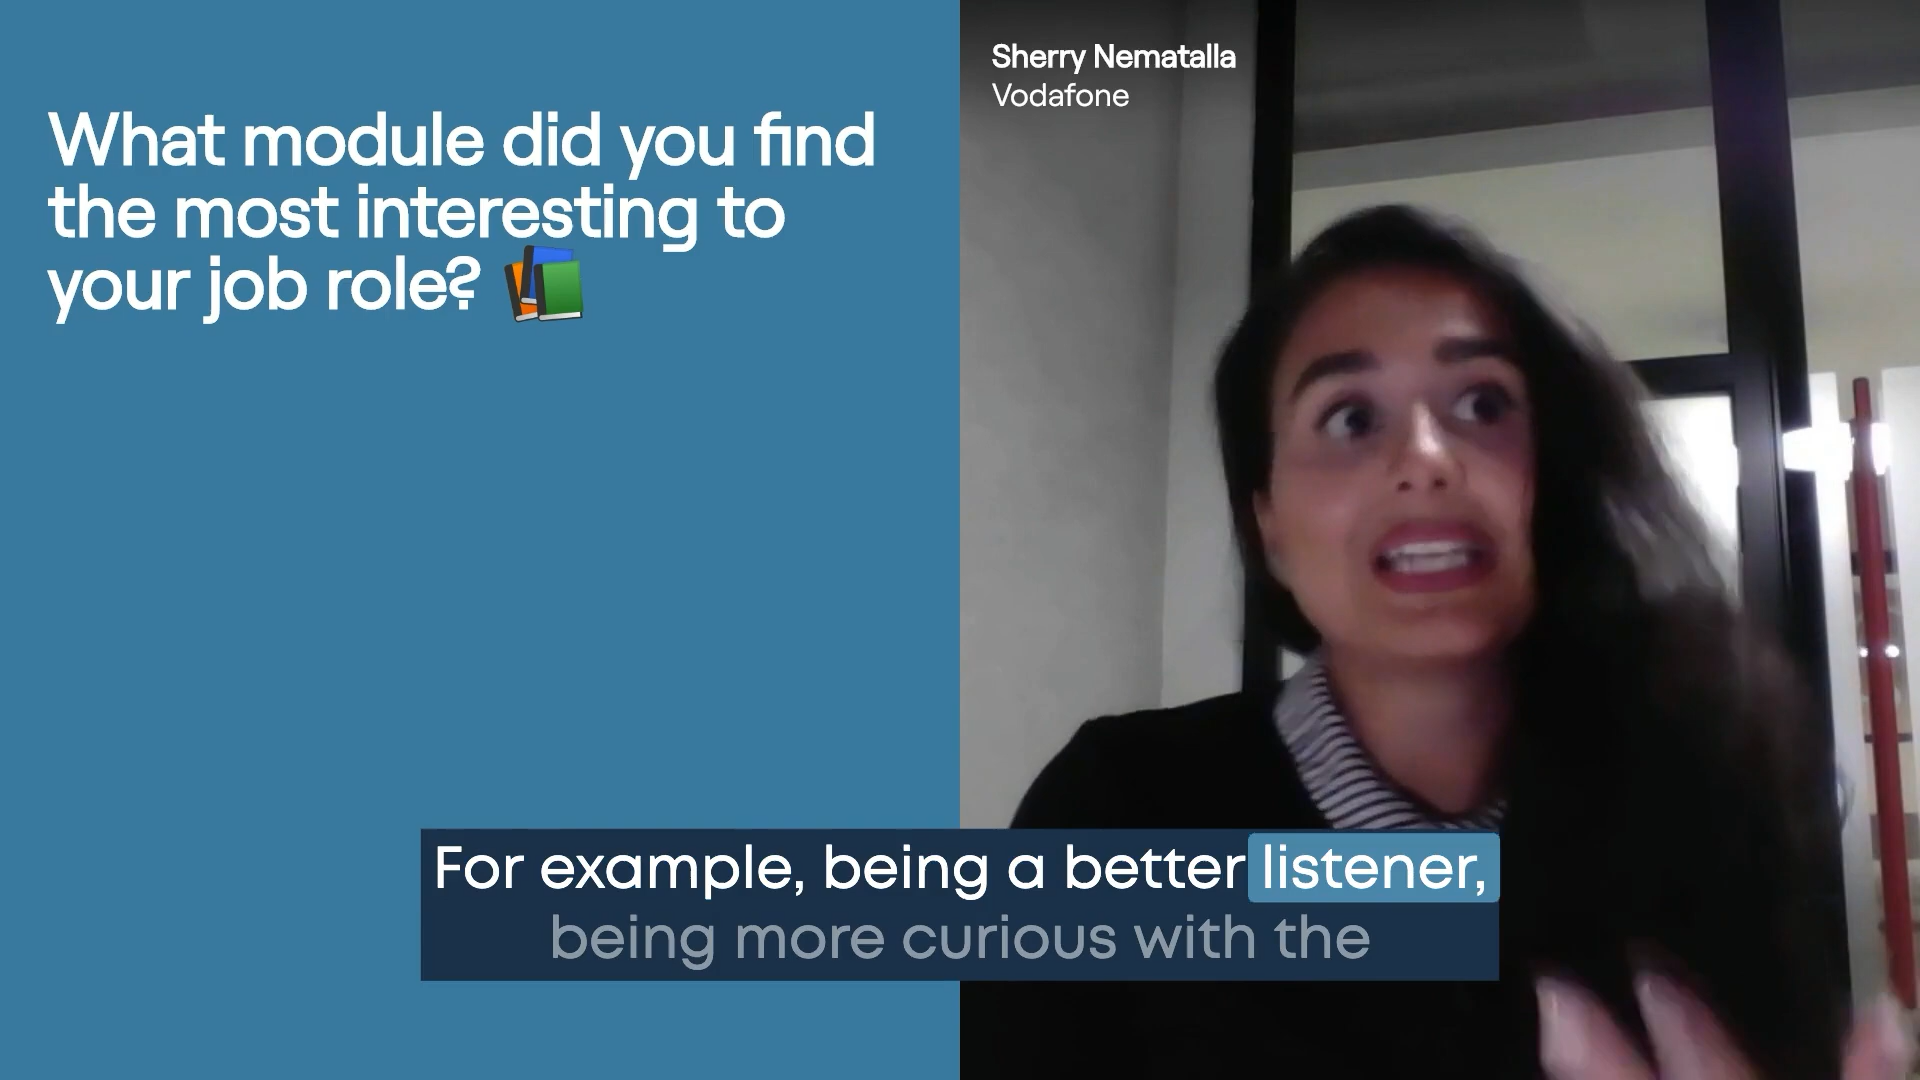 What module did you find
the most interesting to
your job role? 📚
Sherry Nematalla
Vodafone
For example, being a better listener,
being more curious with the